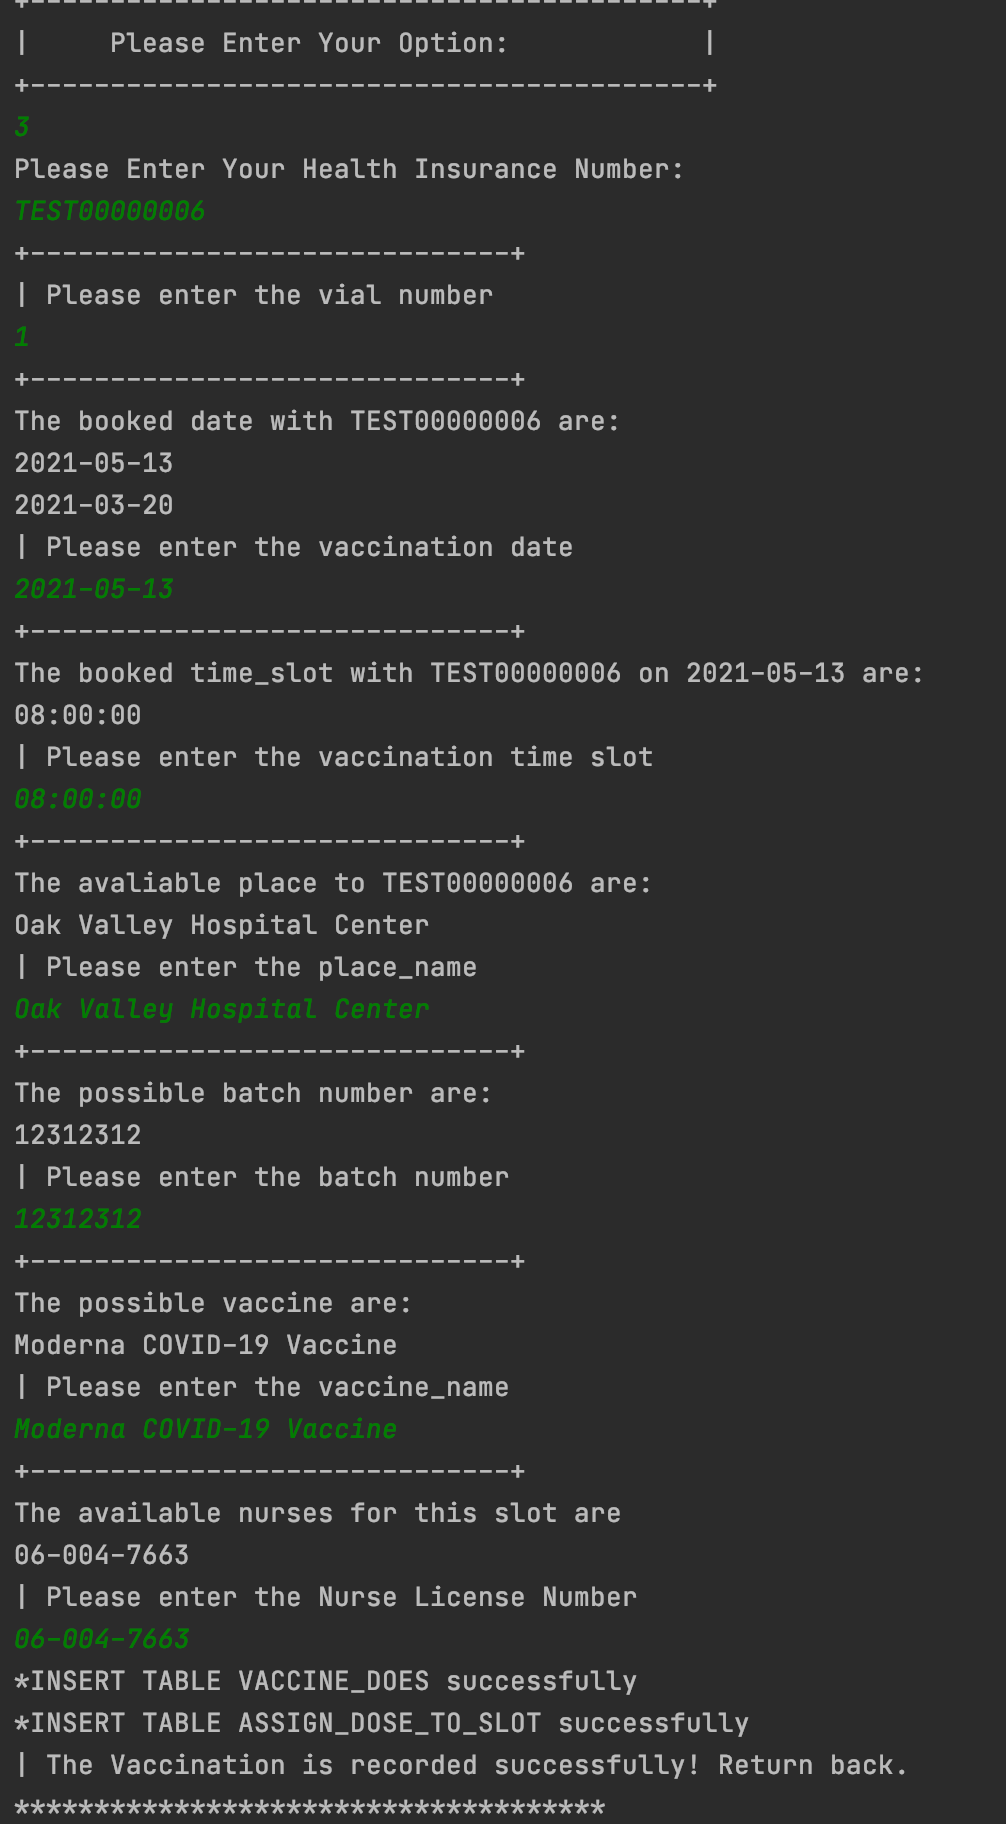 +------------------------------------------+
|     Please Enter Your Option:            |
+------------------------------------------+
3
Please Enter Your Health Insurance Number:
TEST00000006
+------------------------------+
| Please enter the vial number
1
+------------------------------+
The booked date with TEST00000006 are:
2021-05-13
2021-03-20
| Please enter the vaccination date
2021-05-13
+------------------------------+
The booked time_slot with TEST00000006 on 2021-05-13 are:
08:00:00
| Please enter the vaccination time slot
08:00:00
+------------------------------+
The avaliable place to TEST00000006 are:
Oak Valley Hospital Center
| Please enter the place_name
Oak Valley Hospital Center
+------------------------------+
The possible batch number are:
12312312
| Please enter the batch number
12312312
+------------------------------+
The possible vaccine are:
Moderna COVID-19 Vaccine
| Please enter the vaccine_name
Moderna COVID-19 Vaccine
+------------------------------+
The available nurses for this slot are
06-004-7663
| Please enter the Nurse License Number
06-004-7663
*INSERT TABLE VACCINE_DOES successfully
*INSERT TABLE ASSIGN_DOSE_TO_SLOT successfully
| The Vaccination is recorded successfully! Return back.
*************************************